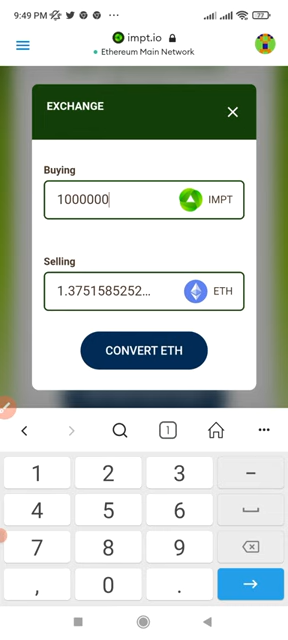 9:49 PM
77
impt.io
Ethereum Main Network
EXCHANGE
Buying
1000000
IMPT
Selling
1.3751585252...
ETH
CONVERT ETH
1
1 2 3 -
4 5 6
7 8 9
, 0 .